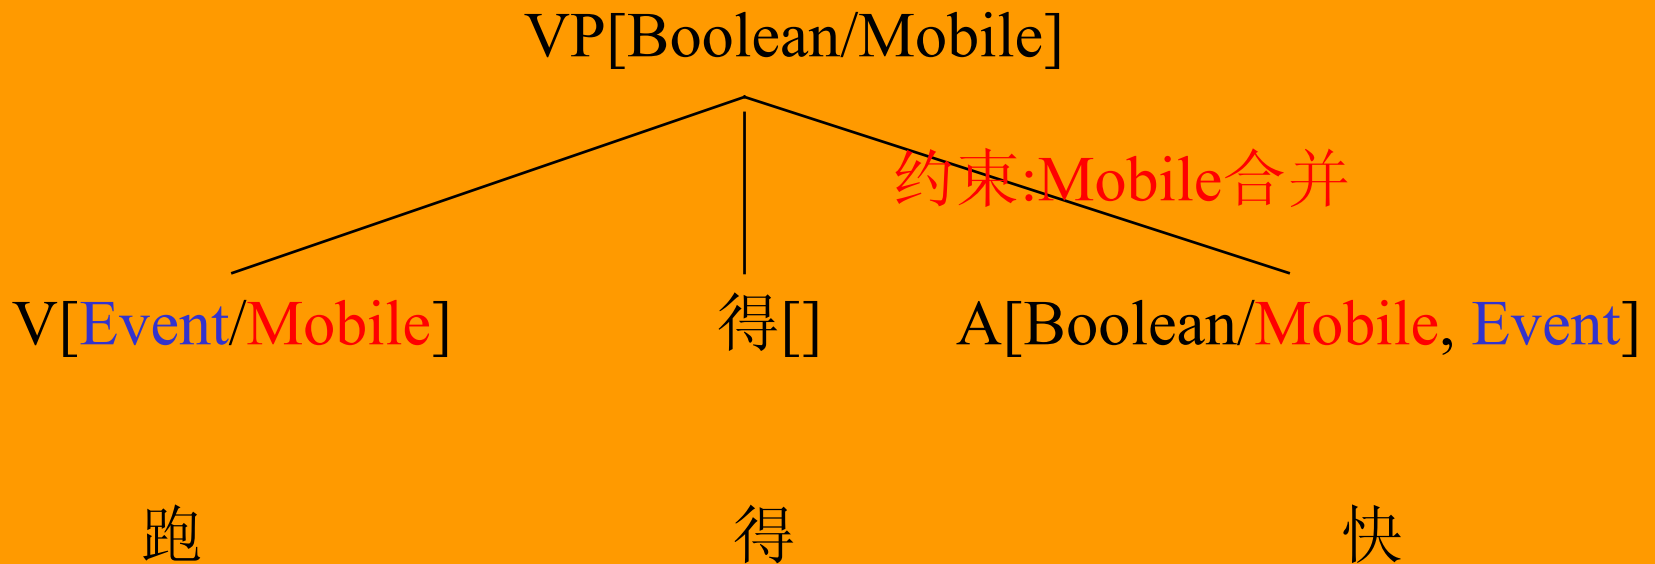 VP[Boolean/Mobile]
约束:Mobile合并
V[Event/Mobile] 得[] A[Boolean/Mobile, Event]
跑 得 快